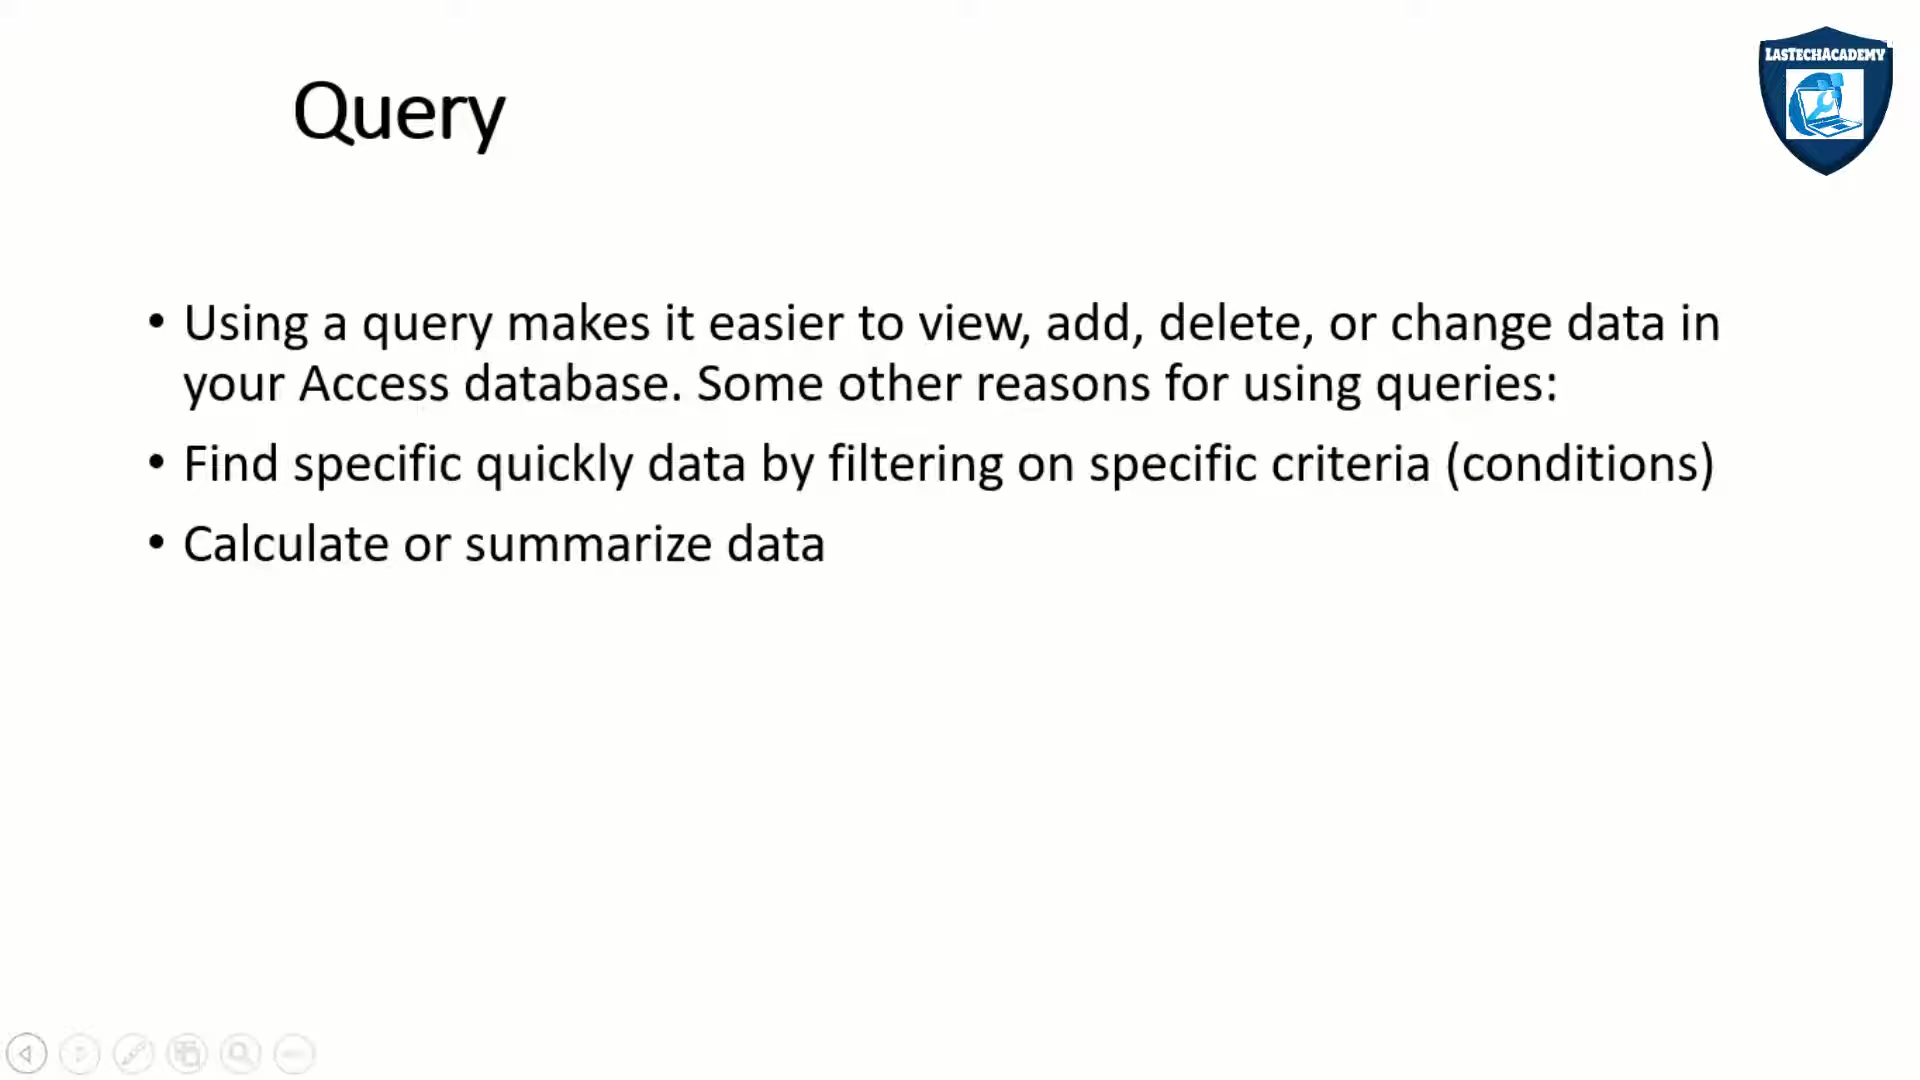 LASTECHACADEMY
Query
• Using a query makes it easier to view, add, delete, or change data in
your Access database. Some other reasons for using queries:
• Find specific quickly data by filtering on specific criteria (conditions)
• Calculate or summarize data